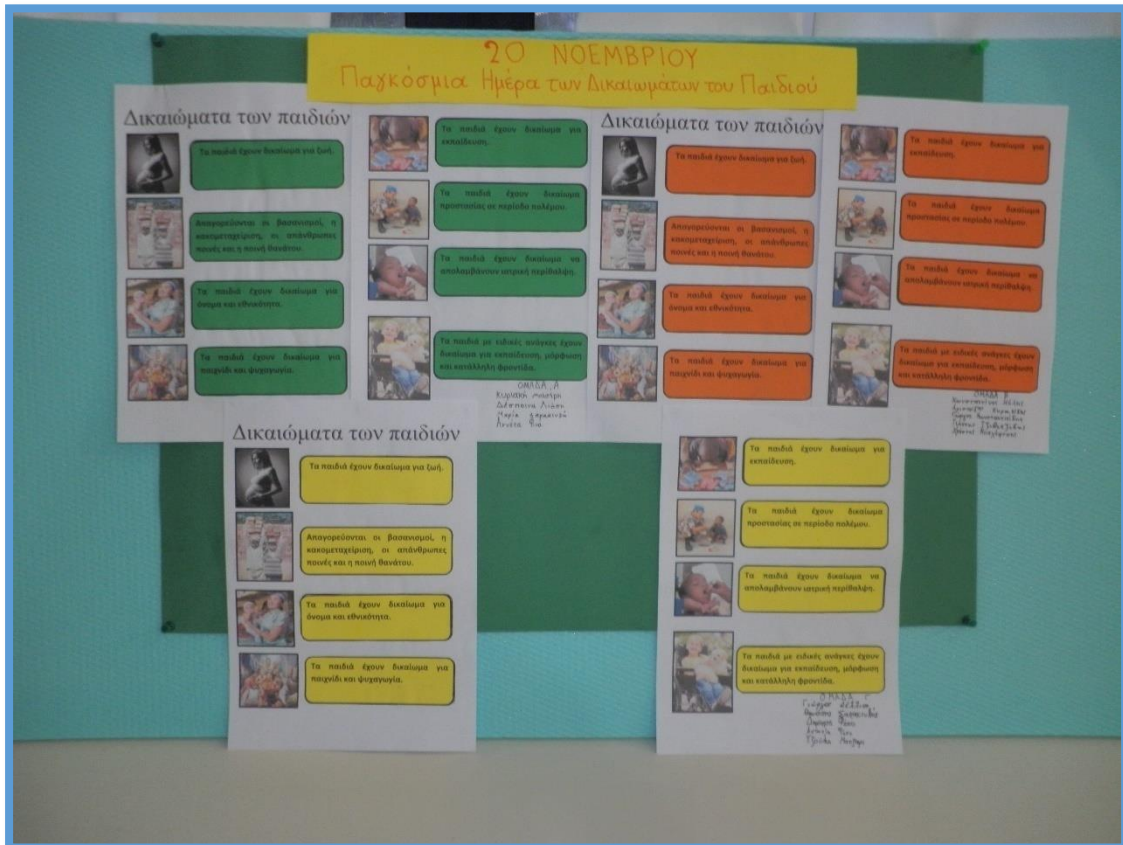 20 ΝΟΕΜΒΡΙΟΥ
Παγκόσμια Ημέρα των Δικαιωμάτων του Παιδιού
Δικαιώματα των παιδιών
Τα παιδιά έχουν δικαίωμα για ζωή.
Απαγορεύονται οι βασανισμοί, η
κακομεταχείριση, οι απάνθρωπες
ποινές και η ποινή θανάτου.
Τα παιδιά έχουν δικαίωμα για
όνομα και εθνικότητα.
Τα παιδιά έχουν δικαίωμα για
παιχνίδι και ψυχαγωγία.
Τα παιδιά έχουν δικαίωμα για
εκπαίδευση.
Τα παιδιά έχουν δικαίωμα
προστασίας σε περίοδο πολέμου.
Τα παιδιά έχουν δικαίωμα να
απολαμβάνουν ιατρική περίθαλψη.
Τα παιδιά με ειδικές ανάγκες έχουν
δικαίωμα για εκπαίδευση, μόρφωση
και κατάλληλη φροντίδα.
ΟΜΑΔΑ Α
Δέσποινα
Μαρία
Δικαιώματα των παιδιών
Τα παιδιά έχουν δικαίωμα για ζωή.
Απαγορεύονται οι βασανισμοί, η
κακομεταχείριση, οι απάνθρωπες
ποινές και η ποινή θανάτου.
Τα παιδιά έχουν δικαίωμα για
όνομα και εθνικότητα.
Τα παιδιά έχουν δικαίωμα για
παιχνίδι και ψυχαγωγία.
Τα παιδιά έχουν δικαίωμα για
εκπαίδευση.
Τα παιδιά έχουν δικαίωμα
προστασίας σε περίοδο πολέμου.
Τα παιδιά έχουν δικαίωμα να
απολαμβάνουν ιατρική περίθαλψη.
Τα παιδιά με ειδικές ανάγκες έχουν
δικαίωμα για εκπαίδευση, μόρφωση
και κατάλληλη φροντίδα.
ΟΜΑΔΑ
Δικαιώματα των παιδιών
Τα παιδιά έχουν δικαίωμα για ζωή.
Απαγορεύονται οι βασανισμοί, η
κακομεταχείριση, οι απάνθρωπες
ποινές και η ποινή θανάτου.
Τα παιδιά έχουν δικαίωμα για
όνομα και εθνικότητα.
Τα παιδιά έχουν δικαίωμα για
παιχνίδι και ψυχαγωγία.
Τα παιδιά έχουν δικαίωμα για
εκπαίδευση.
Τα παιδιά έχουν δικαίωμα
προστασίας σε περίοδο πολέμου.
Τα παιδιά έχουν δικαίωμα να
απολαμβάνουν ιατρική περίθαλψη.
Τα παιδιά με ειδικές ανάγκες έχουν
δικαίωμα για εκπαίδευση, μόρφωση
και κατάλληλη φροντίδα.
ΟΜΑΔΑ Γ
Γιώργος